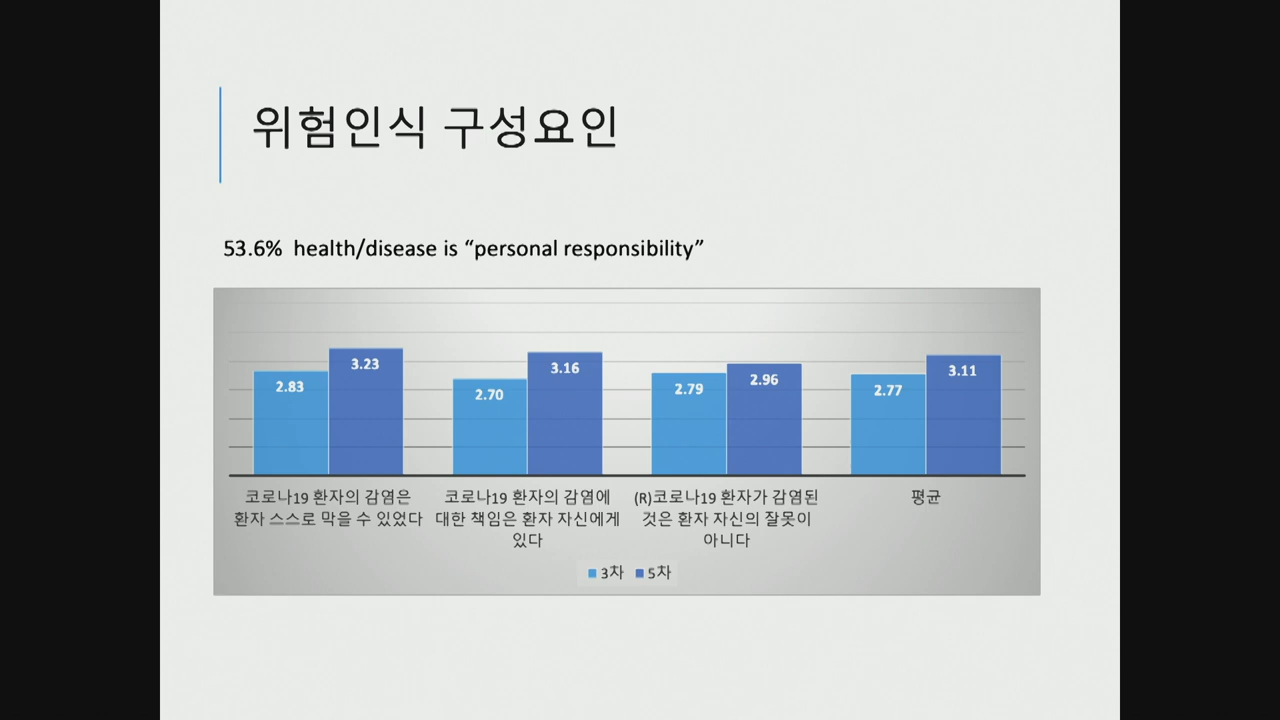 위험인식 구성요인
53.6%  health/disease is “personal responsibility”
2.83
3.23
2.70
3.16
2.79
2.96
2.77
3.11
코로나19 환자의 감염은
환자 스스로 막을 수 있었다
코로나19 환자의 감염에
대한 책임은 환자 자신에게
있다
(R)코로나19 환자가 감염된
것은 환자 자신의 잘못이
아니다
평균
3차 5차